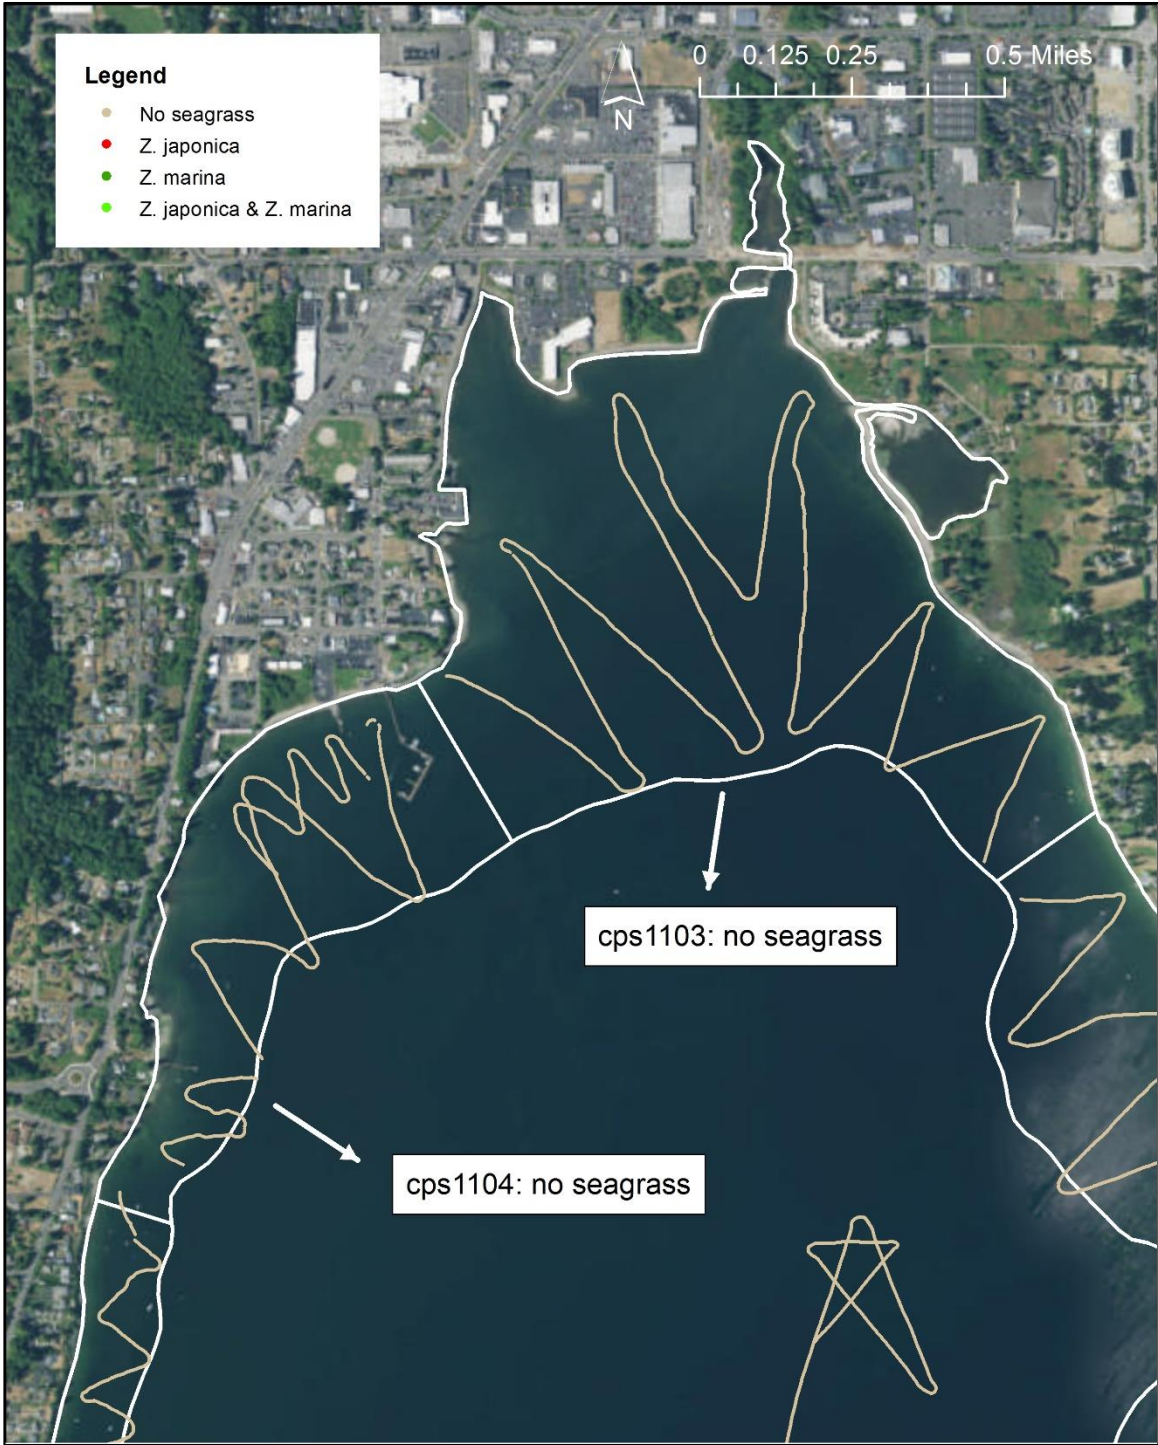 Legend
No seagrass
Z. japonica
Z. marina
Z. japonica & Z. marina
0 0.125 0.25 0.5 Miles
N
cps1103: no seagrass
cps1104: no seagrass